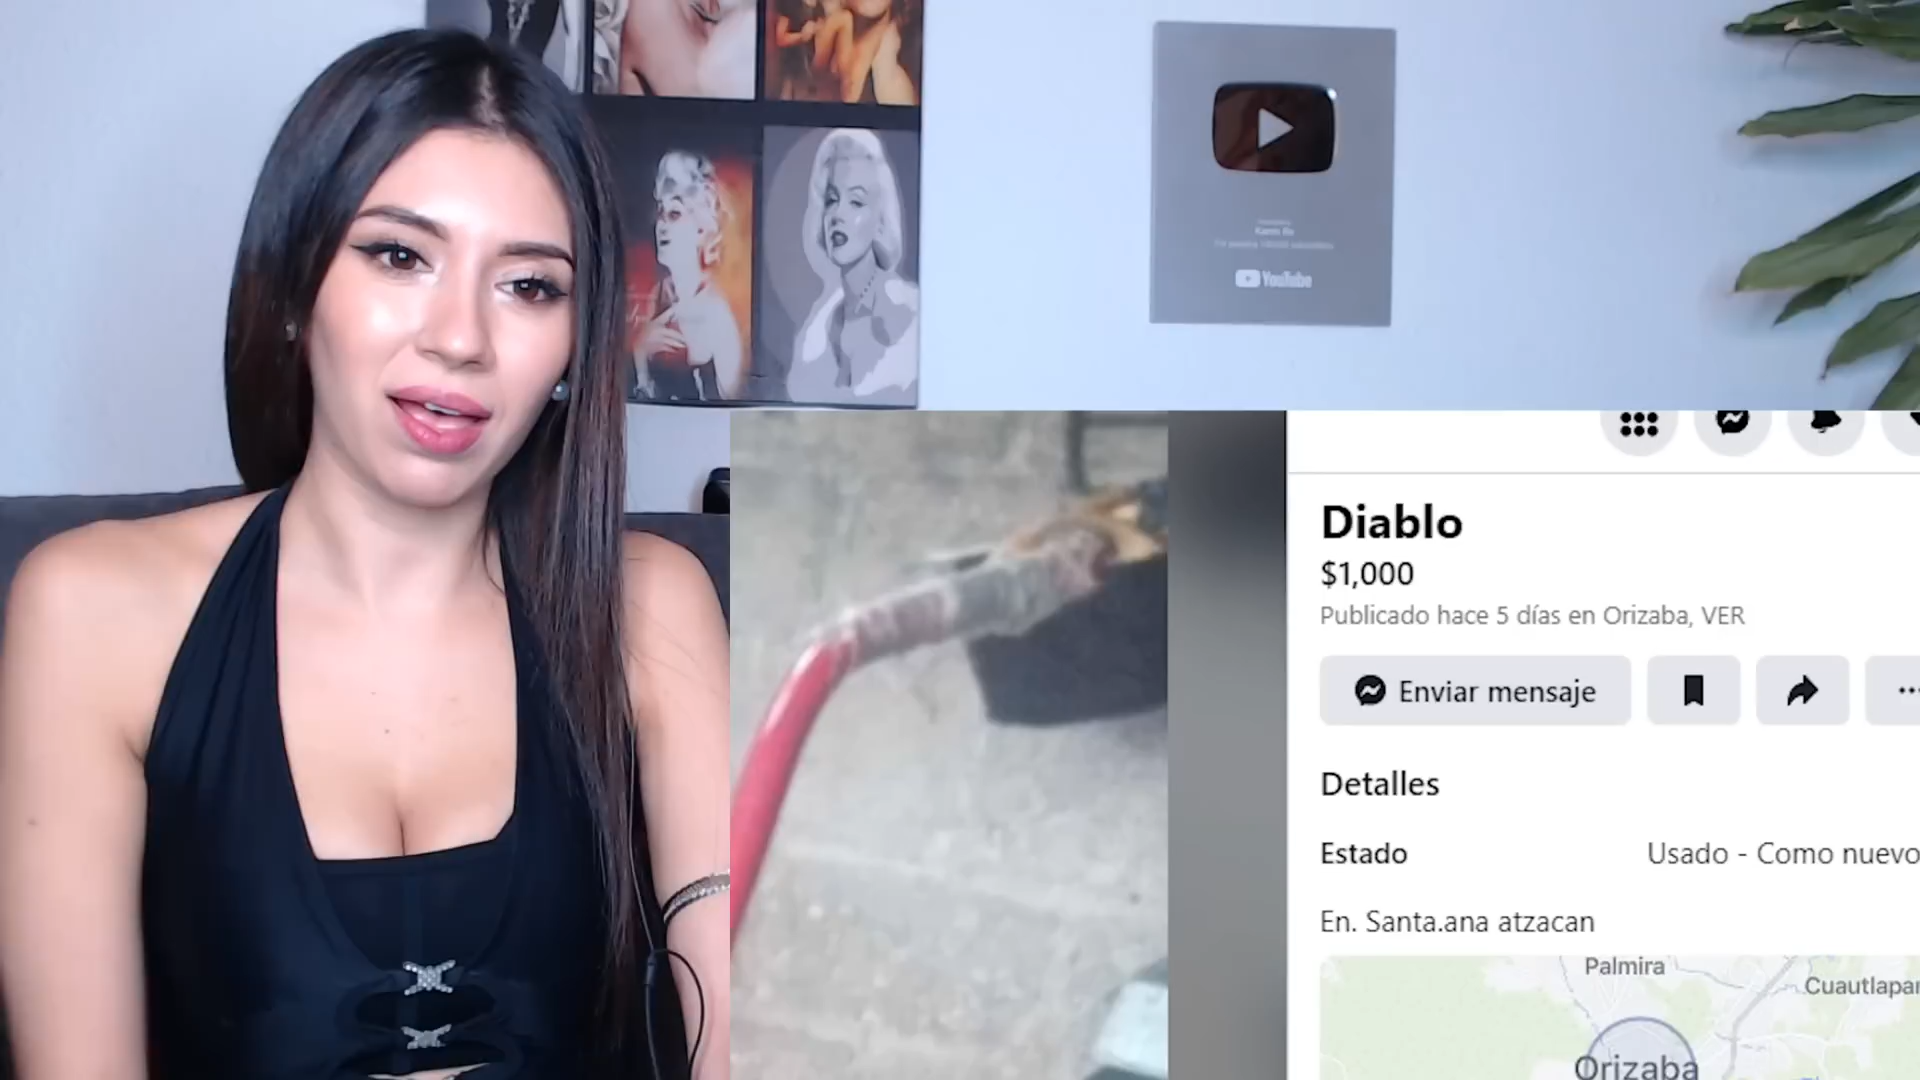 YouTube
Diablo
$1,000
Publicado hace 5 días en Orizaba, VER
Enviar mensaje
Detalles
Estado
Usado - Como nuevo
En. Santa.ana atzacan
Palmira
Cuautlapan
Orizaba